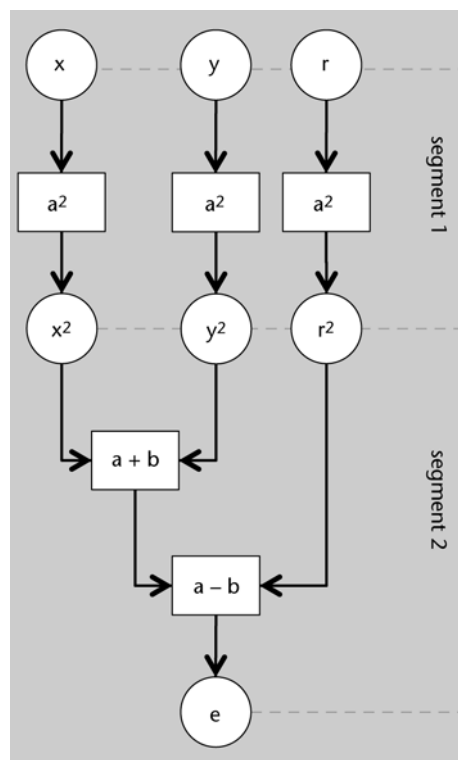 x y r
a² a² a²
segment 1
x² y² r²
a + b
segment 2
a – b
e